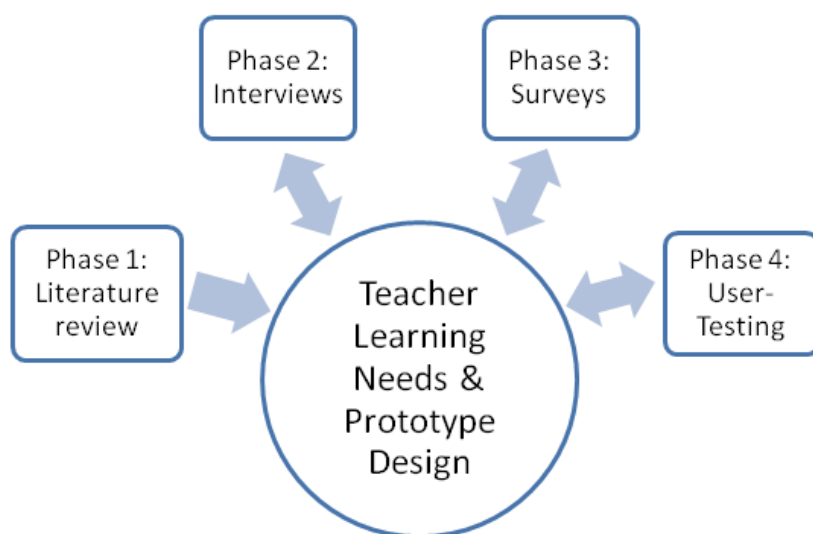 Phase 1:
Literature
review
Phase 2:
Interviews
Phase 3:
Surveys
Phase 4:
User-
Testing
Teacher
Learning
Needs &
Prototype
Design